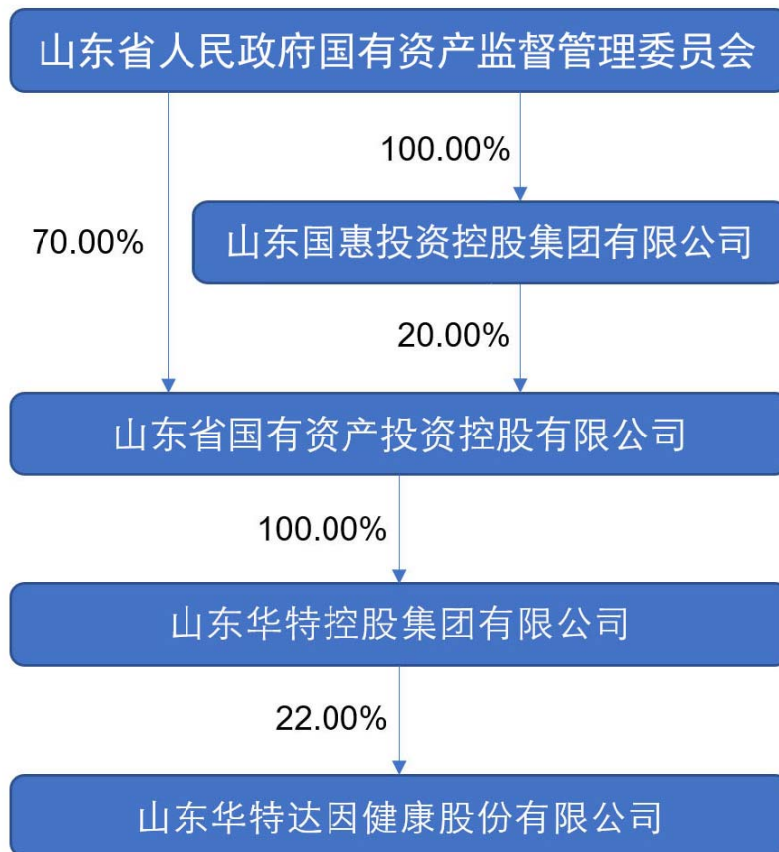 山东省人民政府国有资产监督管理委员会
100.00%
70.00%
山东国惠投资控股集团有限公司
20.00%
山东省国有资产投资控股有限公司
100.00%
山东华特控股集团有限公司
22.00%
山东华特达因健康股份有限公司